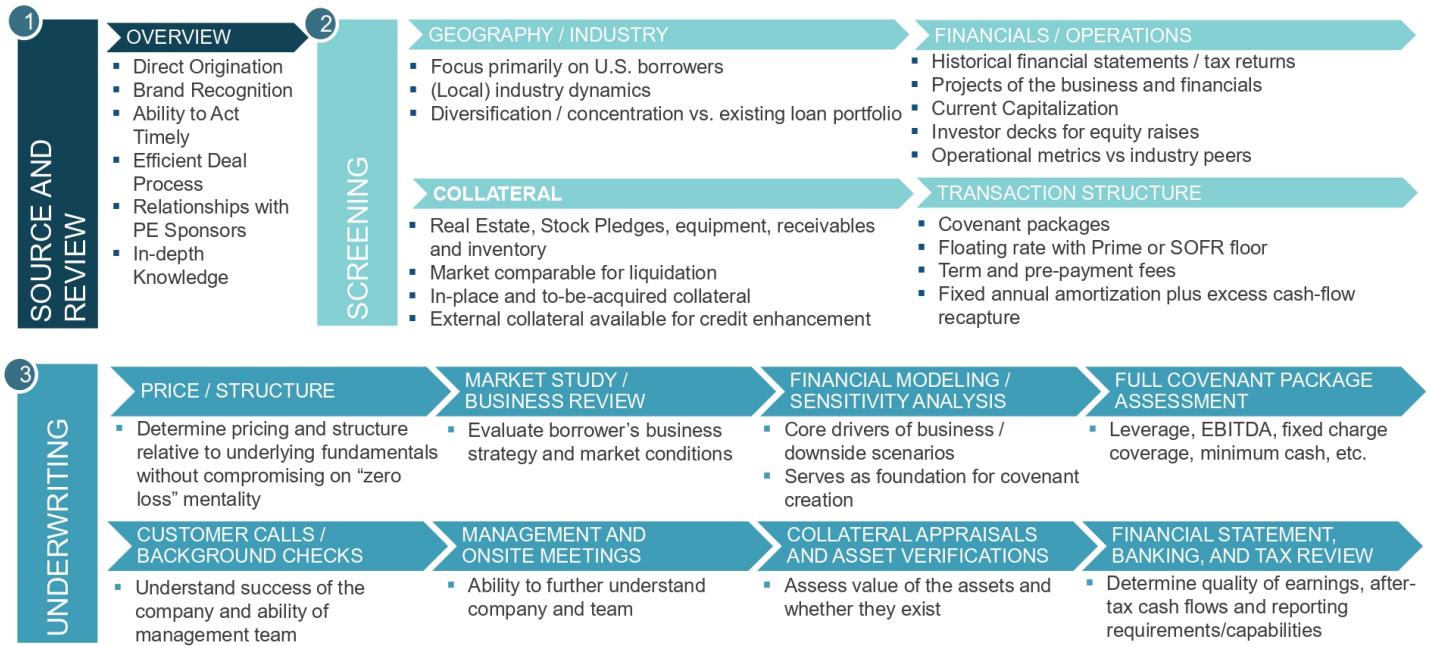 1
SOURCE AND
REVIEW
OVERVIEW
▪ Direct Origination
▪ Brand Recognition
▪ Ability to Act
Timely
▪ Efficient Deal
Process
▪ Relationships with
PE Sponsors
▪ In-depth
Knowledge
2
SCREENING
GEOGRAPHY / INDUSTRY
▪ Focus primarily on U.S. borrowers
▪ (Local) industry dynamics
▪ Diversification / concentration vs. existing loan portfolio
FINANCIALS / OPERATIONS
▪ Historical financial statements / tax returns
▪ Projects of the business and financials
▪ Current Capitalization
▪ Investor decks for equity raises
▪ Operational metrics vs industry peers
COLLATERAL
▪ Real Estate, Stock Pledges, equipment, receivables
and inventory
▪ Market comparable for liquidation
▪ In-place and to-be-acquired collateral
▪ External collateral available for credit enhancement
TRANSACTION STRUCTURE
▪ Covenant packages
▪ Floating rate with Prime or SOFR floor
▪ Term and pre-payment fees
▪ Fixed annual amortization plus excess cash-flow
recapture
3
UNDERWRITING
PRICE / STRUCTURE
▪ Determine pricing and structure
relative to underlying fundamentals
without compromising on “zero
loss” mentality
MARKET STUDY /
BUSINESS REVIEW
▪ Evaluate borrower’s business
strategy and market conditions
FINANCIAL MODELING /
SENSITIVITY ANALYSIS
▪ Core drivers of business /
downside scenarios
▪ Serves as foundation for covenant
creation
FULL COVENANT PACKAGE
ASSESSMENT
▪ Leverage, EBITDA, fixed charge
coverage, minimum cash, etc.
CUSTOMER CALLS /
BACKGROUND CHECKS
▪ Understand success of the
company and ability of
management team
MANAGEMENT AND
ONSITE MEETINGS
▪ Ability to further understand
company and team
COLLATERAL APPRAISALS
AND ASSET VERIFICATIONS
▪ Assess value of the assets and
whether they exist
FINANCIAL STATEMENT,
BANKING, AND TAX REVIEW
▪ Determine quality of earnings, after-
tax cash flows and reporting
requirements/capabilities